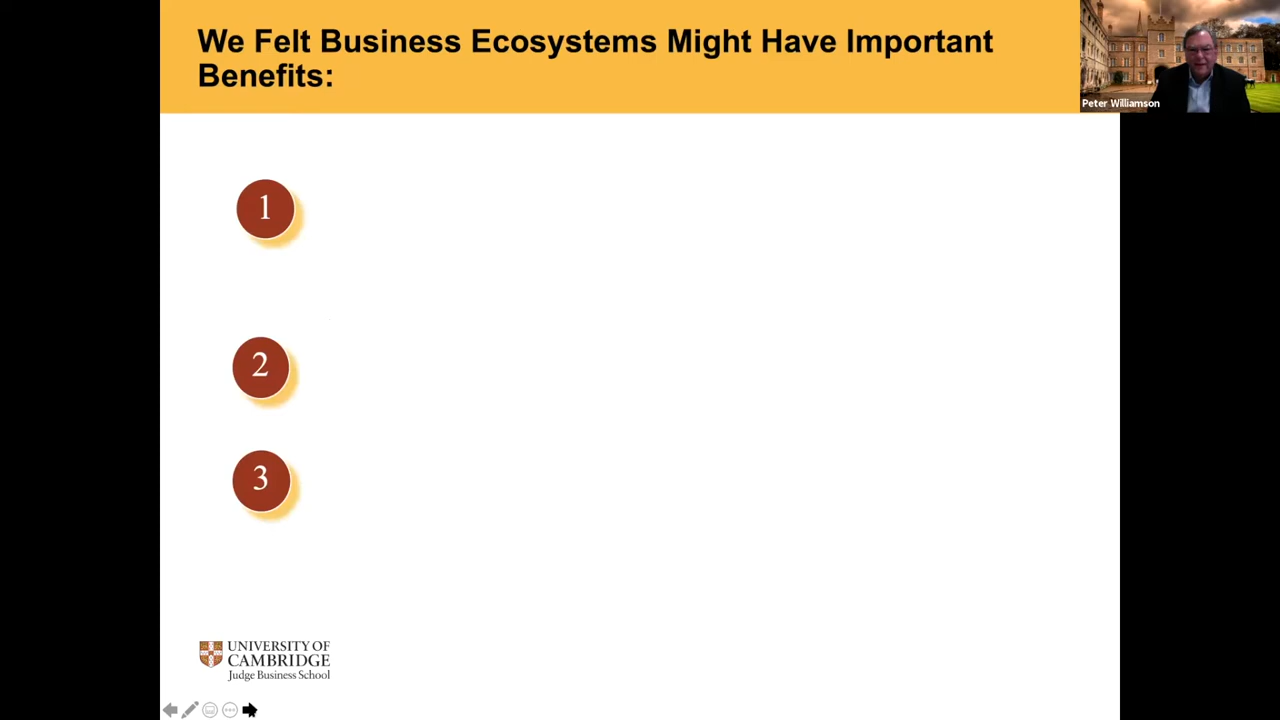 We Felt Business Ecosystems Might Have Important
Benefits:
Peter Williamson
1
2
3
UNIVERSITY OF
CAMBRIDGE
Judge Business School